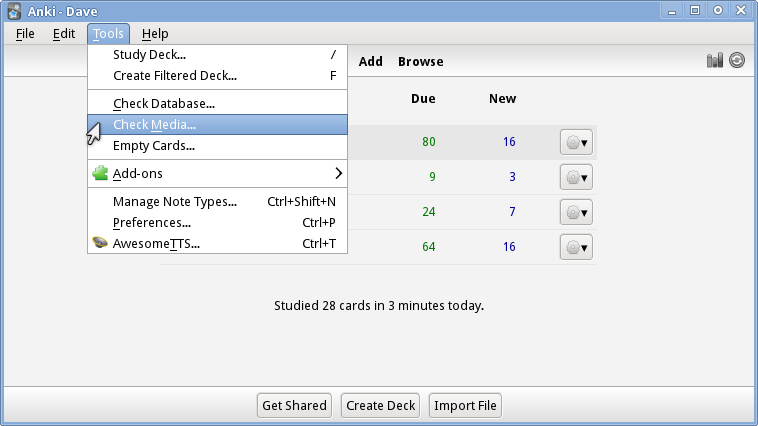 Anki - Dave
File Edit Tools Help
Study Deck... /
Create Filtered Deck... F
Check Database...
Check Media...
Empty Cards...
Add-ons
Manage Note Types... Ctrl+Shift+N
Preferences... Ctrl+P
AwesomeTTS... Ctrl+T
Add Browse
Due New
80 16
9 3
24 7
64 16
Studied 28 cards in 3 minutes today.
Get Shared Create Deck Import File